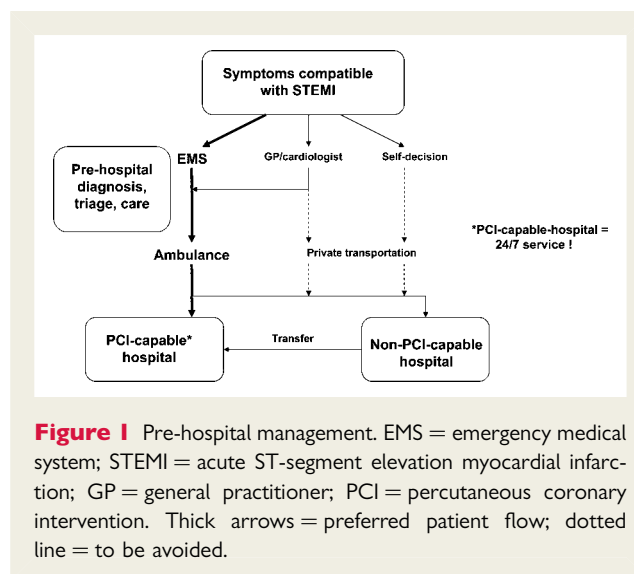 Symptoms compatible
with STEMI
EMS
GP/cardiologist
Self-decision
Pre-hospital
diagnosis,
triage, care
*PCI-capable-hospital =
24/7 service !
Ambulance
Private transportation
PCI-capable*
hospital
Transfer
Non-PCI-capable
hospital
Figure 1 Pre-hospital management. EMS = emergency medical
system; STEMI = acute ST-segment elevation myocardial infarc-
tion; GP = general practitioner; PCI = percutaneous coronary
intervention. Thick arrows = preferred patient flow; dotted
line = to be avoided.